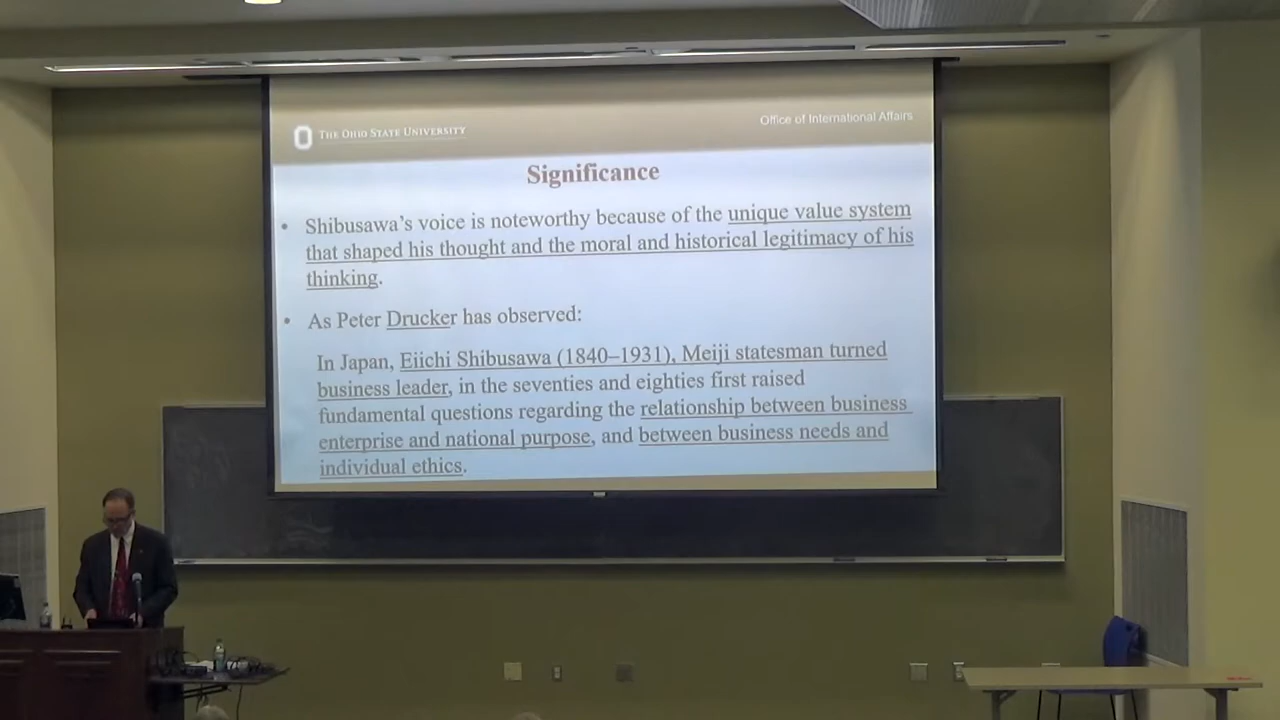 THE OHIO STATE UNIVERSITY
Office of International Affairs
Significance
• Shibusawa's voice is noteworthy because of the unique value system
that shaped his thought and the moral and historical legitimacy of his
thinking.
• As Peter Drucker has observed:
In Japan, Eiichi Shibusawa (1840–1931), Meiji statesman turned
business leader, in the seventies and eighties first raised
fundamental questions regarding the relationship between business
enterprise and national purpose, and between business needs and
individual ethics.